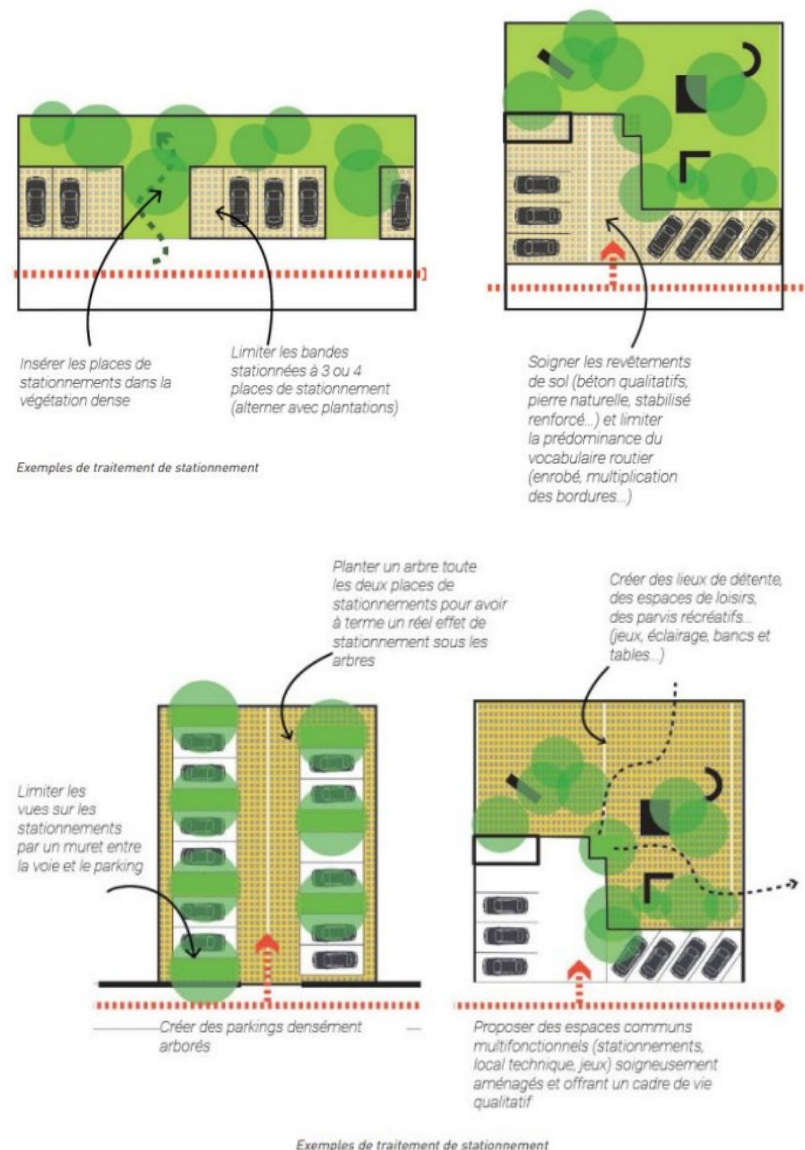 Insérer les places de
stationnements dans la
végétation dense
Limiter les bandes
stationnées à 3 ou 4
places de stationnement
(alterner avec plantations)
Soigner les revêtements
de sol (béton qualitatifs,
pierre naturelle, stabilisé
renforcé...) et limiter
la prédominance du
vocabulaire routier
(enrobé, multiplication
des bordures...)
Exemples de traitement de stationnement
Planter un arbre toute
les deux places de
stationnements pour avoir
à terme un réel effet de
stationnement sous les
arbres
Créer des lieux de détente,
des espaces de loisirs,
des parvis récréatifs...
(jeux, éclairage, bancs et
tables...)
Limiter les
vues sur les
stationnements
par un muret entre
la voie et le parking
Créer des parkings densément
arborés
Proposer des espaces communs
multifonctionnels (stationnements,
local technique, jeux) soigneusement
aménagés et offrant un cadre de vie
qualitatif
Exemples de traitement de stationnement